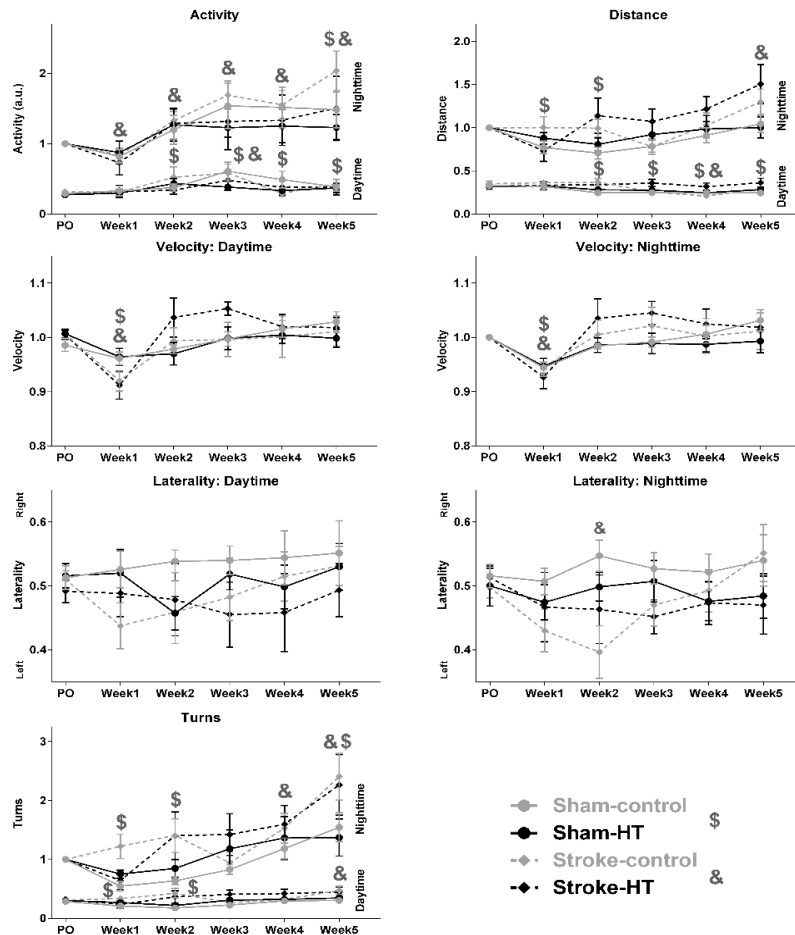 Activity
&
&
&
&
$ &
$
$ &
$
$
2
1
0
Activity (a.u.)
Nighttime
Daytime
PO Week1 Week2 Week3 Week4 Week5
Distance
$
$
&
$
$
$ &
$
2.0
1.5
1.0
0.5
0.0
Distance
Nighttime
Daytime
PO Week1 Week2 Week3 Week4 Week5
Velocity: Daytime
$
&
1.1
1.0
0.9
0.8
Velocity
PO Week1 Week2 Week3 Week4 Week5
Velocity: Nighttime
$
&
1.1
1.0
0.9
0.8
Velocity
PO Week1 Week2 Week3 Week4 Week5
Laterality: Daytime
Right
0.6
0.5
0.4
Laterality
Left
PO Week1 Week2 Week3 Week4 Week5
Laterality: Nighttime
&
Right
0.6
0.5
0.4
Laterality
Left
PO Week1 Week2 Week3 Week4 Week5
Turns
$
$
&
& $
$
$
&
3
2
1
0
Turns
Nighttime
Daytime
PO Week1 Week2 Week3 Week4 Week5
Sham-control
$
Sham-HT
Stroke-control
&
Stroke-HT